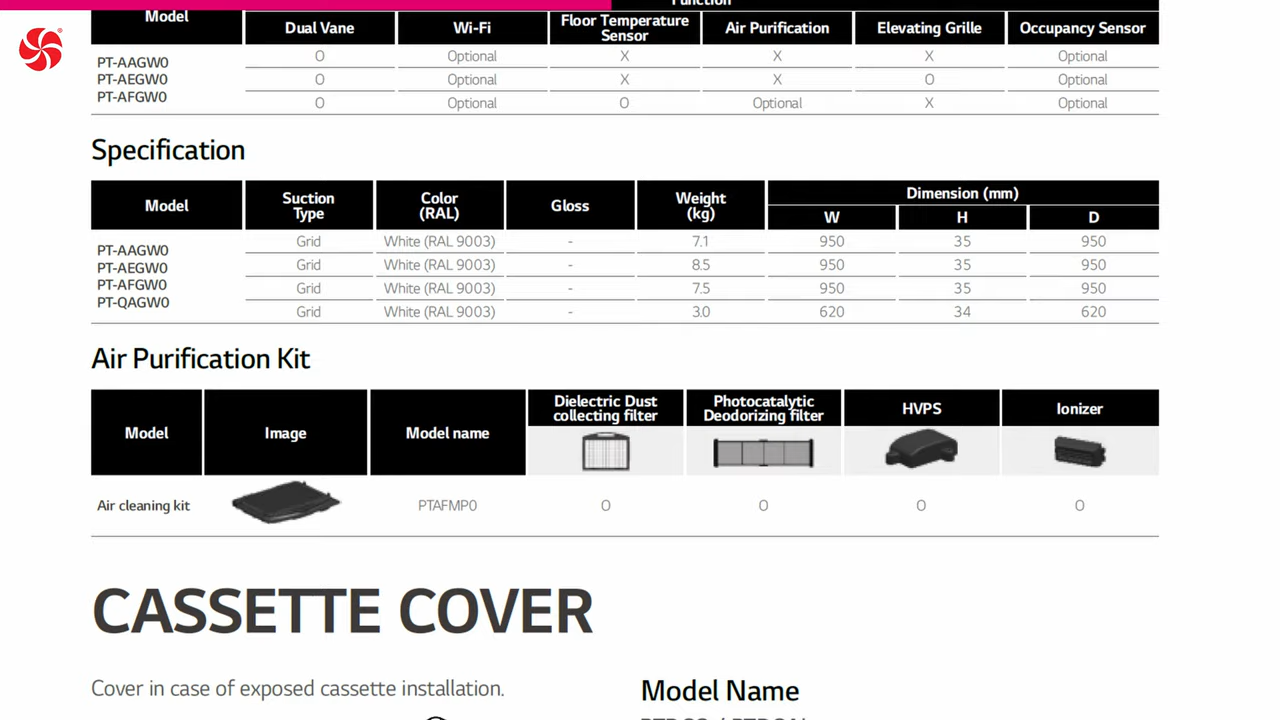 Function
Model
Dual Vane Wi-Fi Floor Temperature Sensor Air Purification Elevating Grille Occupancy Sensor
PT-AAGW0 O Optional X X X Optional
PT-AEGW0 O Optional X X O Optional
PT-AFGW0 O Optional O Optional X Optional
Specification
Model Suction Type Color (RAL) Gloss Weight (kg) Dimension (mm)
W H D
PT-AAGW0 Grid White (RAL 9003) - 7.1 950 35 950
PT-AEGW0 Grid White (RAL 9003) - 8.5 950 35 950
PT-AFGW0 Grid White (RAL 9003) - 7.5 950 35 950
PT-QAGW0 Grid White (RAL 9003) - 3.0 620 34 620
Air Purification Kit
Model Image Model name Dielectric Dust collecting filter Photocatalytic Deodorizing filter HVPS Ionizer
Air cleaning kit PTAFMP0 O O O O
CASSETTE COVER
Cover in case of exposed cassette installation.
Model Name